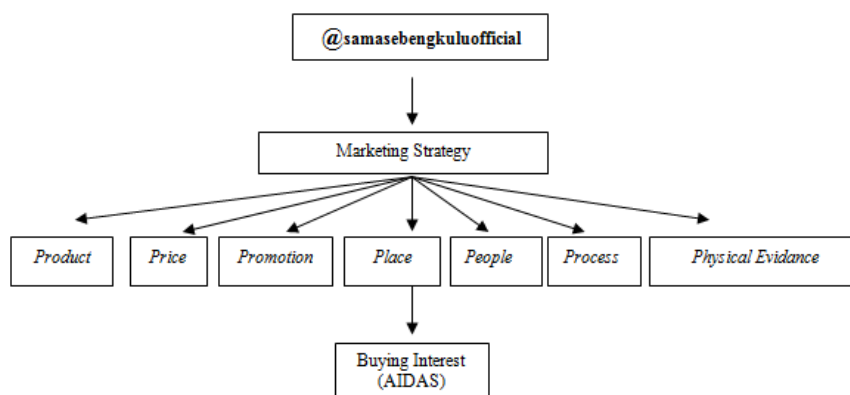 @samasebengkuluofficial
Marketing Strategy
Product
Price
Promotion
Place
People
Process
Physical Evidance
Buying Interest
(AIDAS)